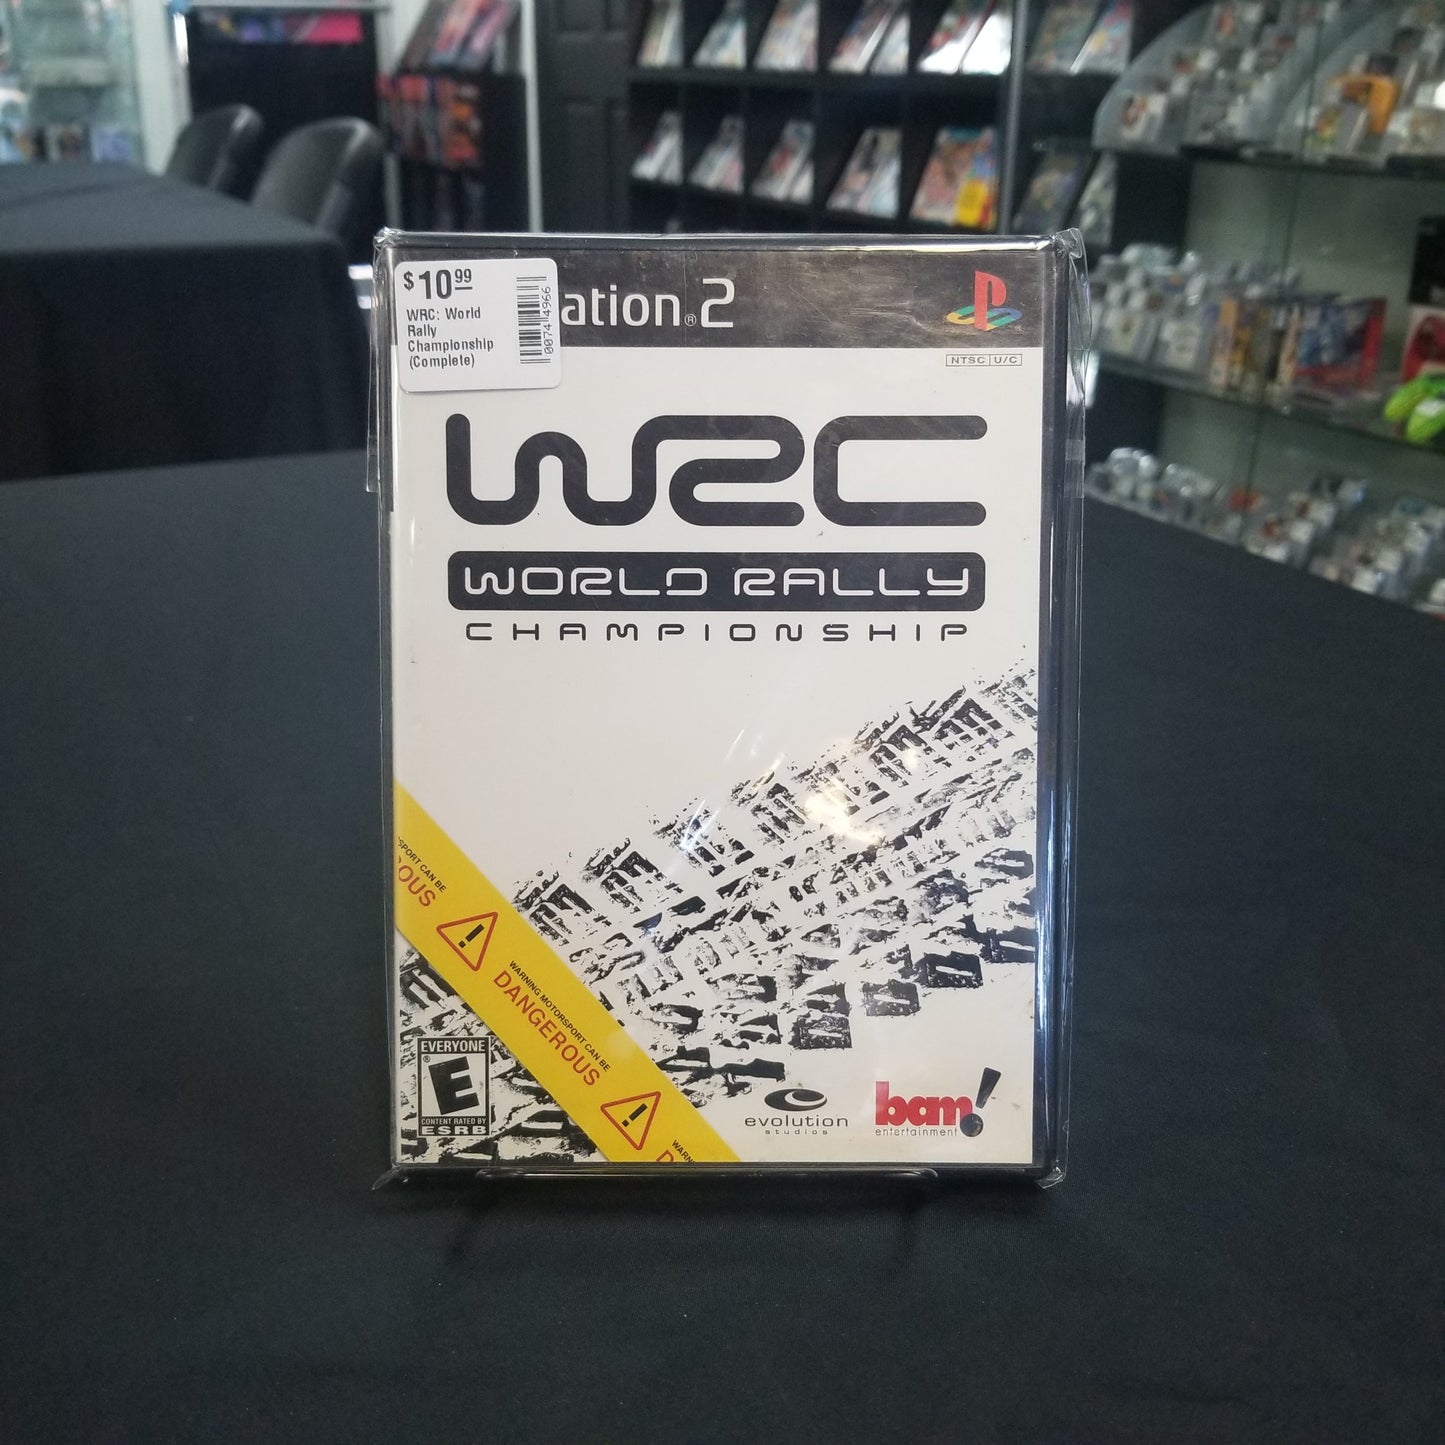 $10.99
WRC: World
Rally
Championship
(Complete)
00744966
ation®2
NTSC U/C
WRC
WORLD RALLY
CHAMPIONSHIP
SPORT CAN BE
OUS
WARNING MOTORSPORT CAN BE
DANGEROUS
WARN
D
EVERYONE
E
CONTENT RATED BY
ESRB
evolution
studios
bam!
entertainment